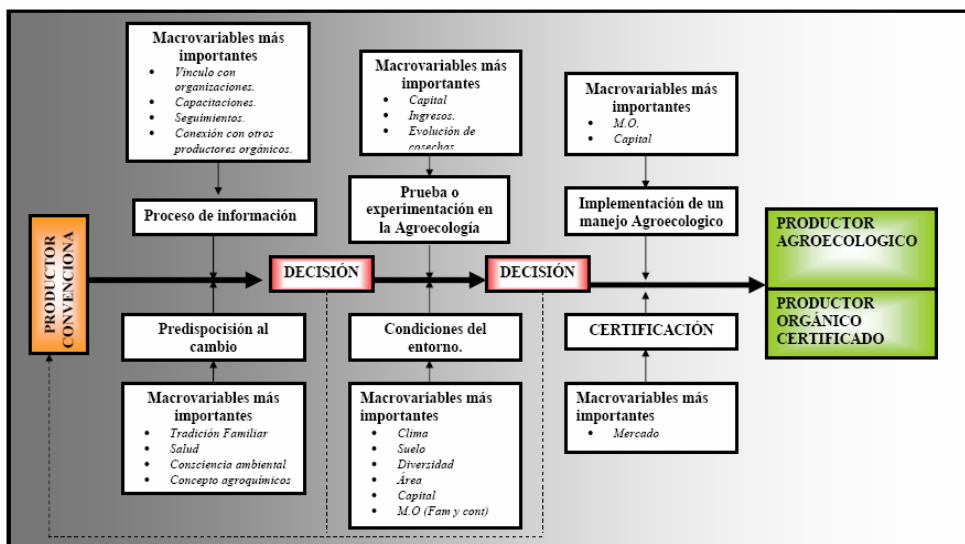 Macrovariables más
importantes
• Vinculo con
organizaciones.
• Capacitaciones.
• Seguimientos.
• Conexión con otros
productores orgánicos.
Macrovariables más
importantes
• Capital
• Ingresos.
• Evolución de
cosechas
Macrovariables más
importantes
• M.O.
• Capital
Proceso de información
Prueba o
experimentación en
la Agroecología
Implementación de un
manejo Agroecologico
PRODUCTOR
CONVENCIONA
DECISIÓN
DECISIÓN
PRODUCTOR
AGROECOLOGICO
PRODUCTOR
ORGÁNICO
CERTIFICADO
Predisposición al
cambio
Condiciones del
entorno.
CERTIFICACIÓN
Macrovariables más
importantes
• Tradición Familiar
• Salud
• Consciencia ambiental
• Concepto agroquímicos
Macrovariables más
importantes
• Clima
• Suelo
• Diversidad
• Área
• Capital
• M.O (Fam y cont)
Macrovariables más
importantes
• Mercado